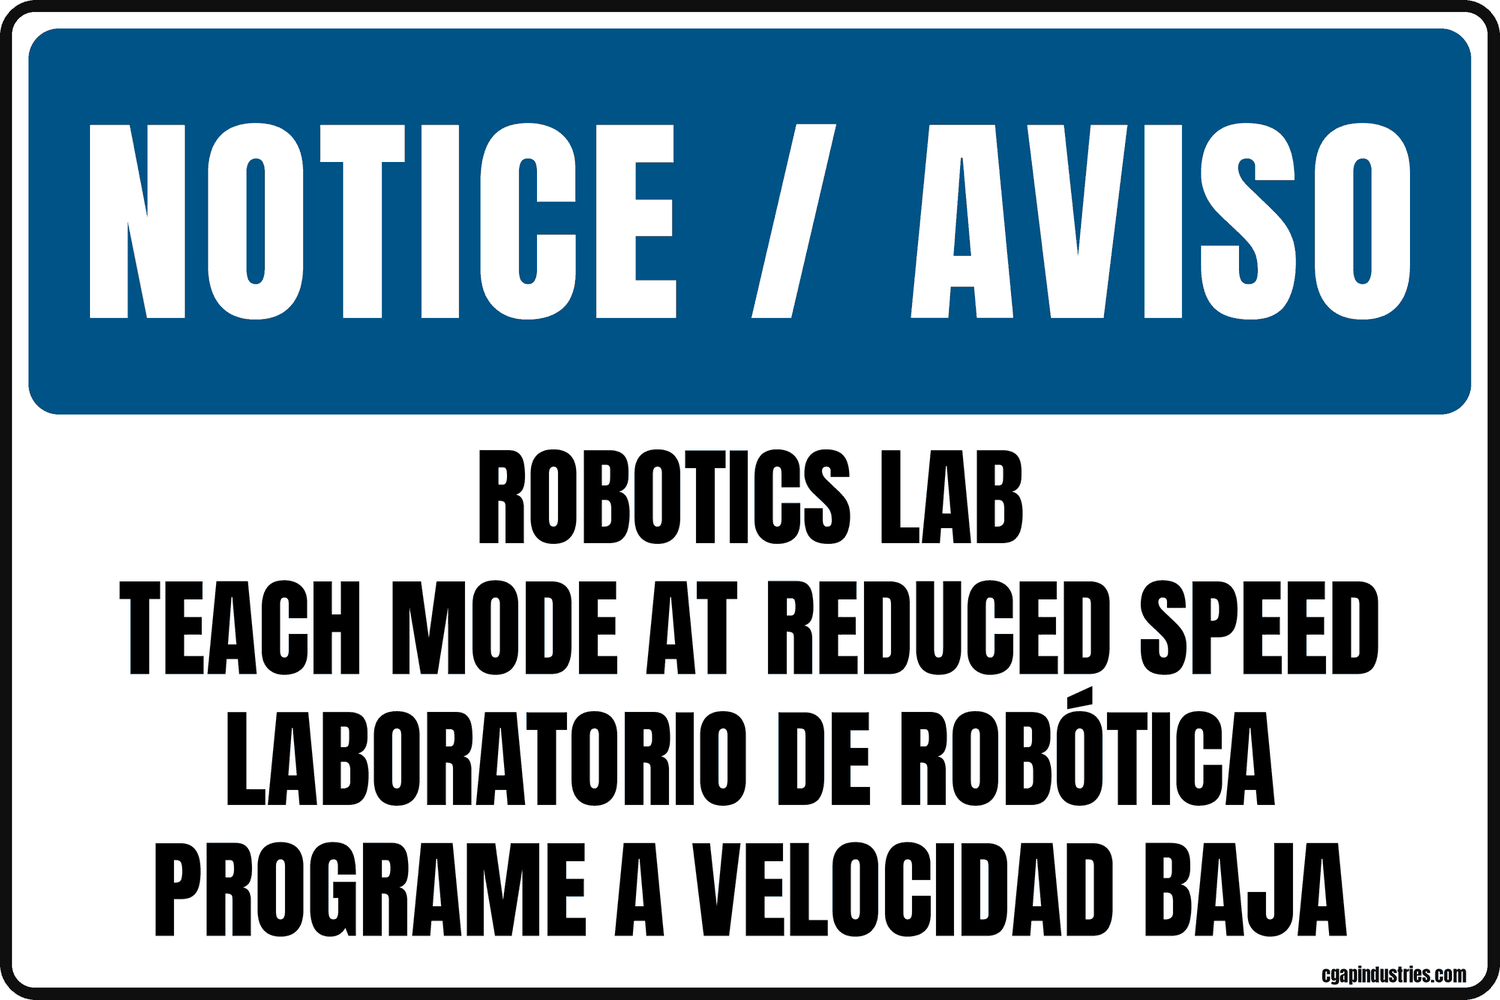 NOTICE / AVISO
ROBOTICS LAB
TEACH MODE AT REDUCED SPEED
LABORATORIO DE ROBÓTICA
PROGRAME A VELOCIDAD BAJA
cgapindustries.com